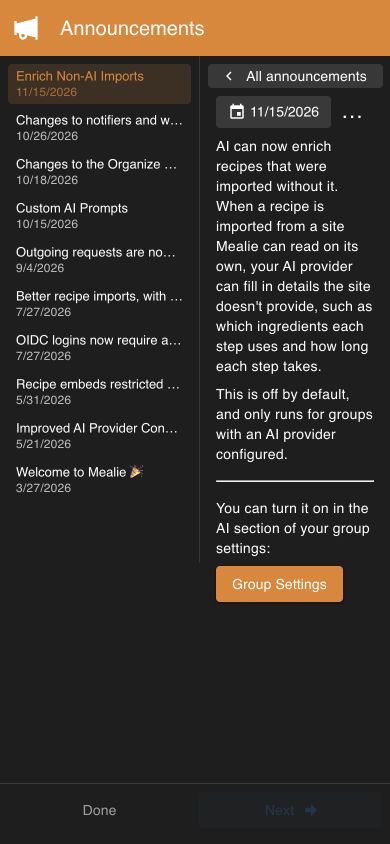 Announcements
Enrich Non-AI Imports
11/15/2026
Changes to notifiers and w...
10/26/2026
Changes to the Organize ...
10/18/2026
Custom AI Prompts
10/15/2026
Outgoing requests are no...
9/4/2026
Better recipe imports, with ...
7/27/2026
OIDC logins now require a...
7/27/2026
Recipe embeds restricted ...
5/31/2026
Improved AI Provider Con...
5/21/2026
Welcome to Mealie 🎉
3/27/2026
All announcements
11/15/2026
...
AI can now enrich
recipes that were
imported without it.
When a recipe is
imported from a site
Mealie can read on its
own, your AI provider
can fill in details the site
doesn't provide, such as
which ingredients each
step uses and how long
each step takes.
This is off by default,
and only runs for groups
with an AI provider
configured.
You can turn it on in the
AI section of your group
settings:
Group Settings
Done
Next